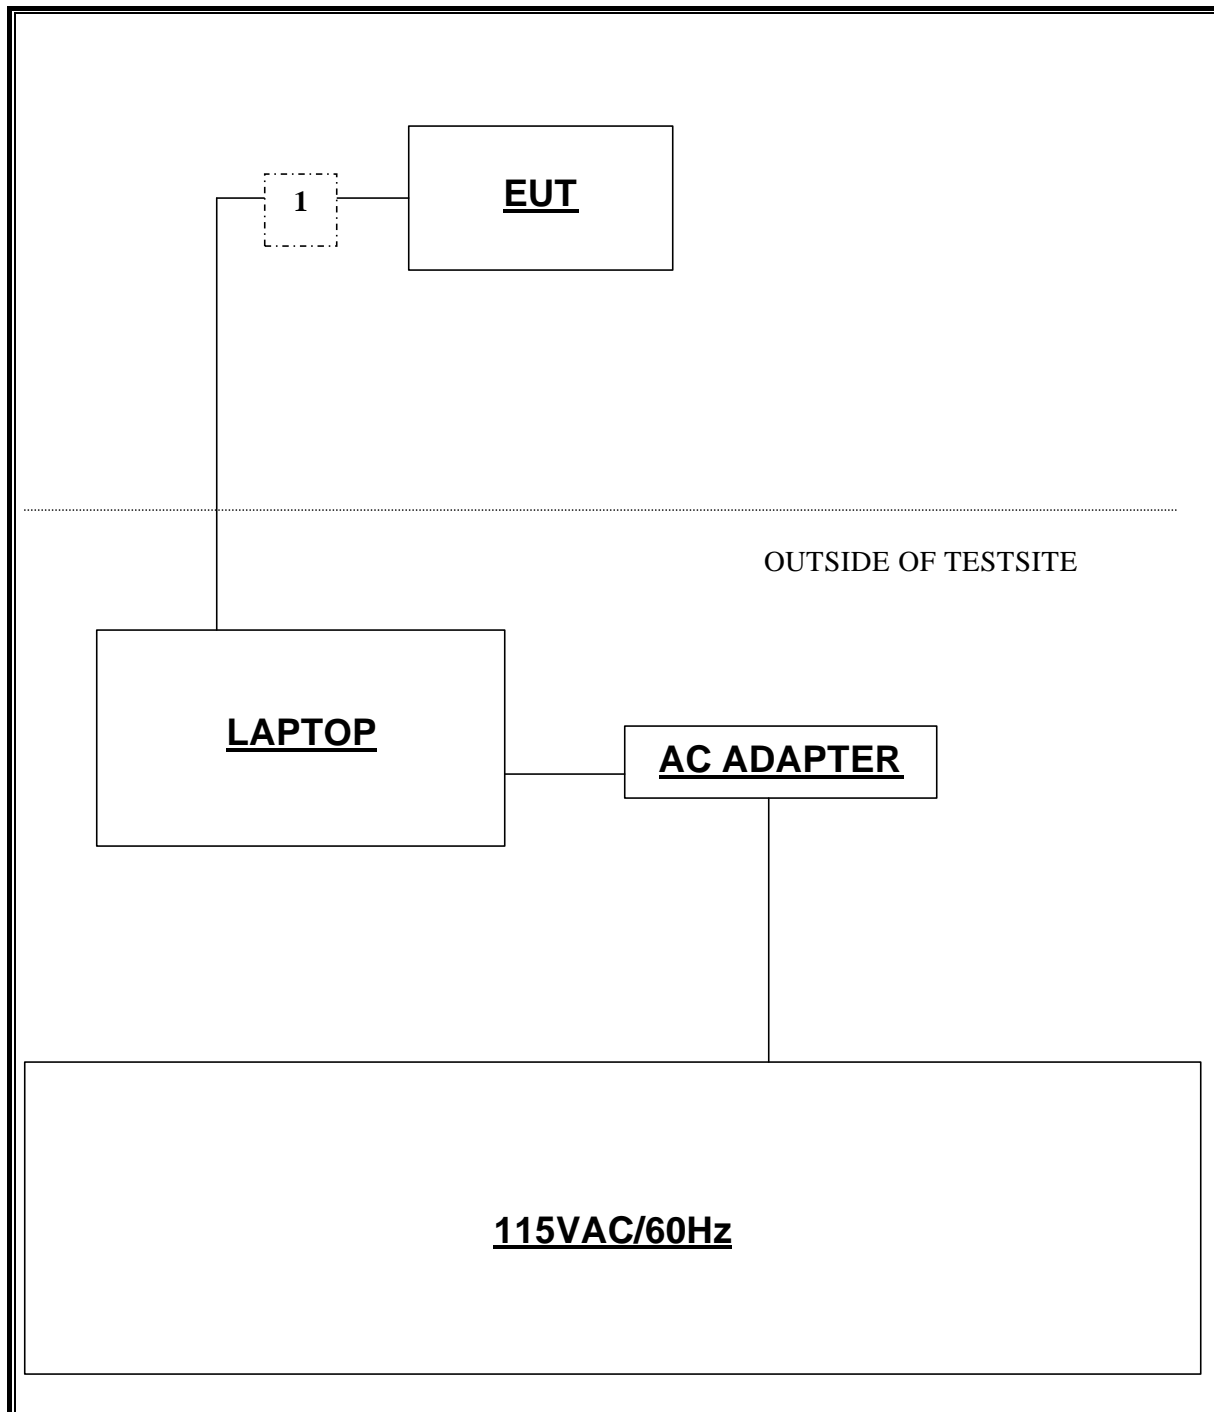 EUT
1
OUTSIDE OF TESTSITE
LAPTOP
AC ADAPTER
115VAC/60Hz